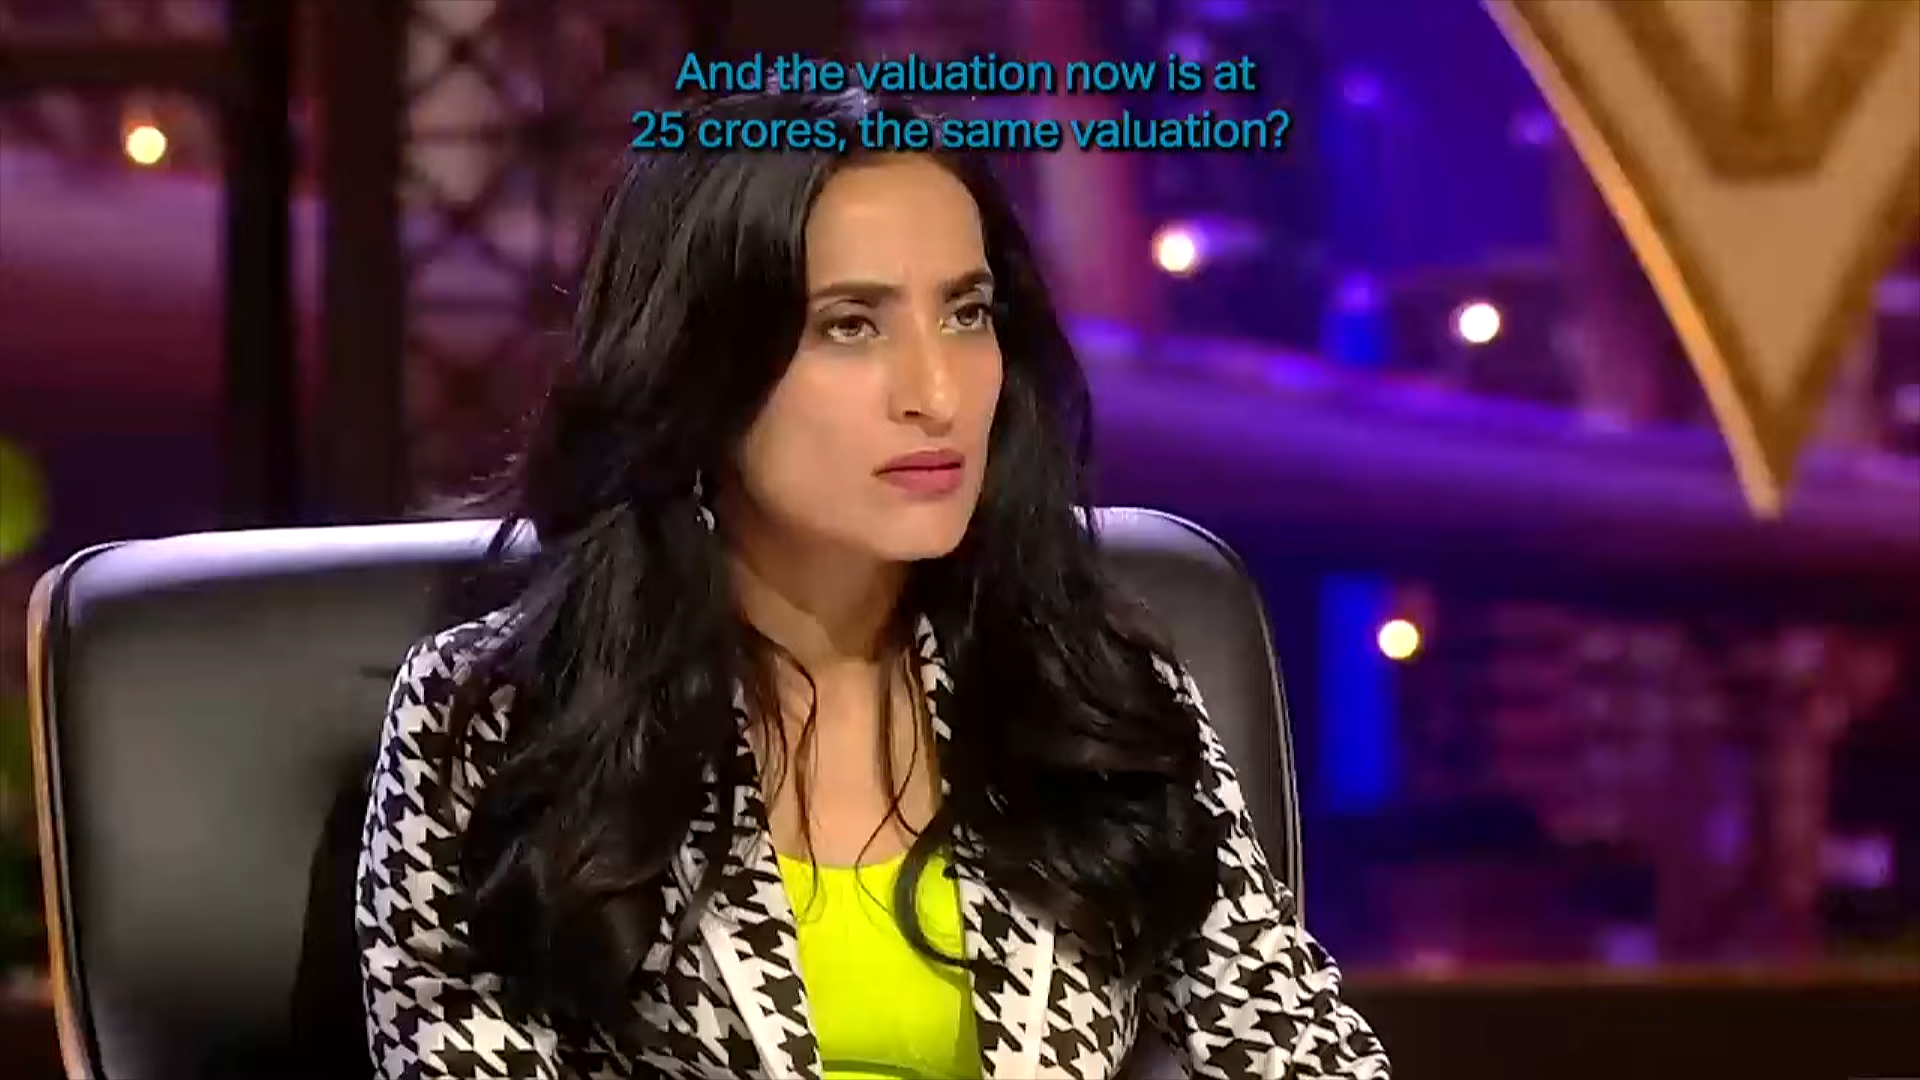 And the valuation now is at
25 crores, the same valuation?